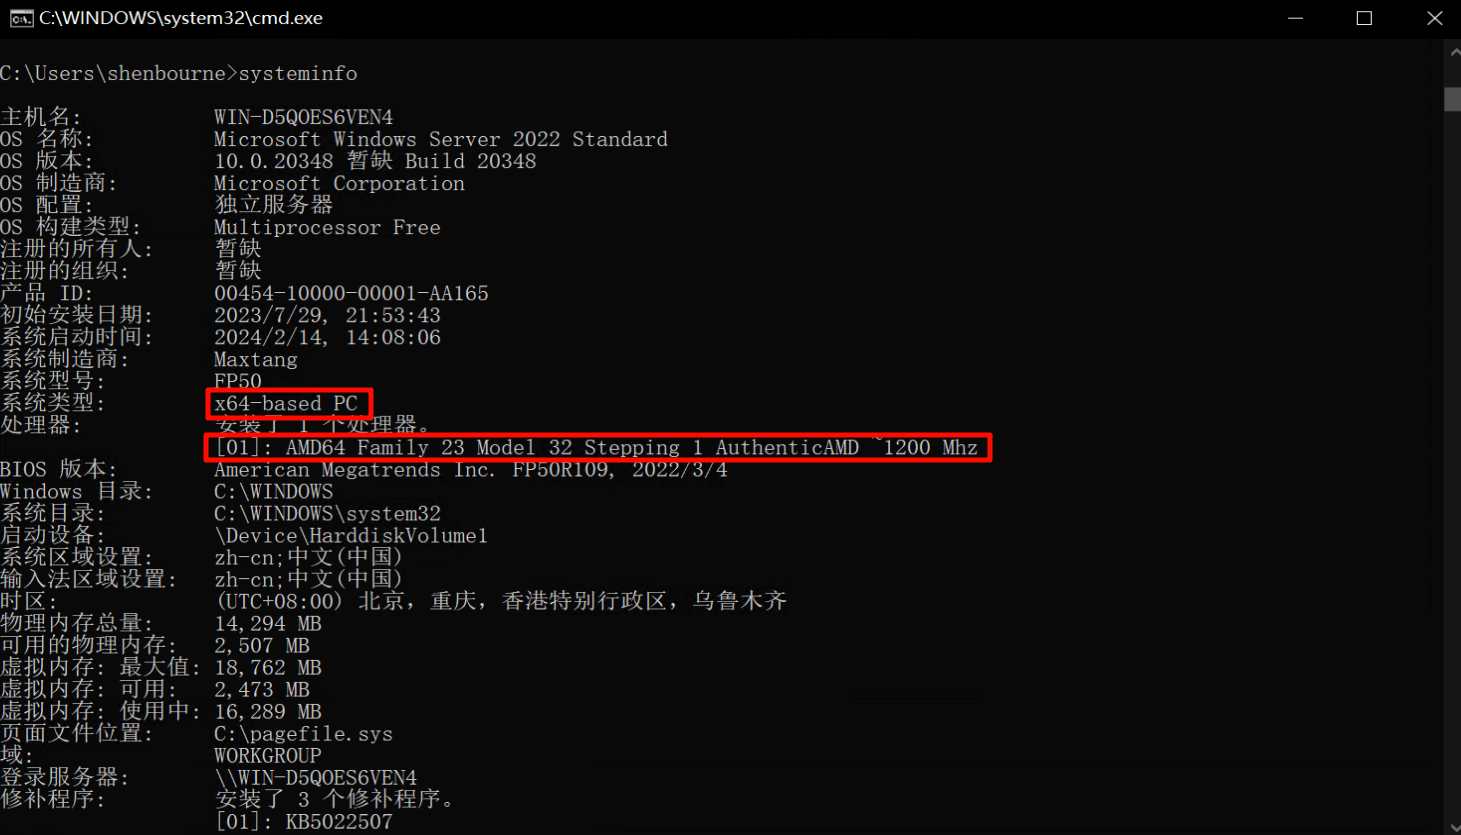 C:\WINDOWS\system32\cmd.exe
C:\Users\shenbourne>systeminfo
主机名: WIN-D5QOES6VEN4
OS 名称: Microsoft Windows Server 2022 Standard
OS 版本: 10.0.20348 暂缺 Build 20348
OS 制造商: Microsoft Corporation
OS 配置: 独立服务器
OS 构建类型: Multiprocessor Free
注册的所有人: 暂缺
注册的组织: 暂缺
产品 ID: 00454-10000-00001-AA165
初始安装日期: 2023/7/29, 21:53:43
系统启动时间: 2024/2/14, 14:08:06
系统制造商: Maxtang
系统型号: FP50
系统类型: x64-based PC
处理器: 安装了 1 个处理器。
[01]: AMD64 Family 23 Model 32 Stepping 1 AuthenticAMD ~1200 Mhz
BIOS 版本: American Megatrends Inc. FP50R109, 2022/3/4
Windows 目录: C:\WINDOWS
系统目录: C:\WINDOWS\system32
启动设备: \Device\HarddiskVolume1
系统区域设置: zh-cn;中文(中国)
输入法区域设置: zh-cn;中文(中国)
时区: (UTC+08:00) 北京，重庆，香港特别行政区，乌鲁木齐
物理内存总量: 14,294 MB
可用的物理内存: 2,507 MB
虚拟内存: 最大值: 18,762 MB
虚拟内存: 可用: 2,473 MB
虚拟内存: 使用中: 16,289 MB
页面文件位置: C:\pagefile.sys
域: WORKGROUP
登录服务器: \\WIN-D5QOES6VEN4
修补程序: 安装了 3 个修补程序。
[01]: KB5022507